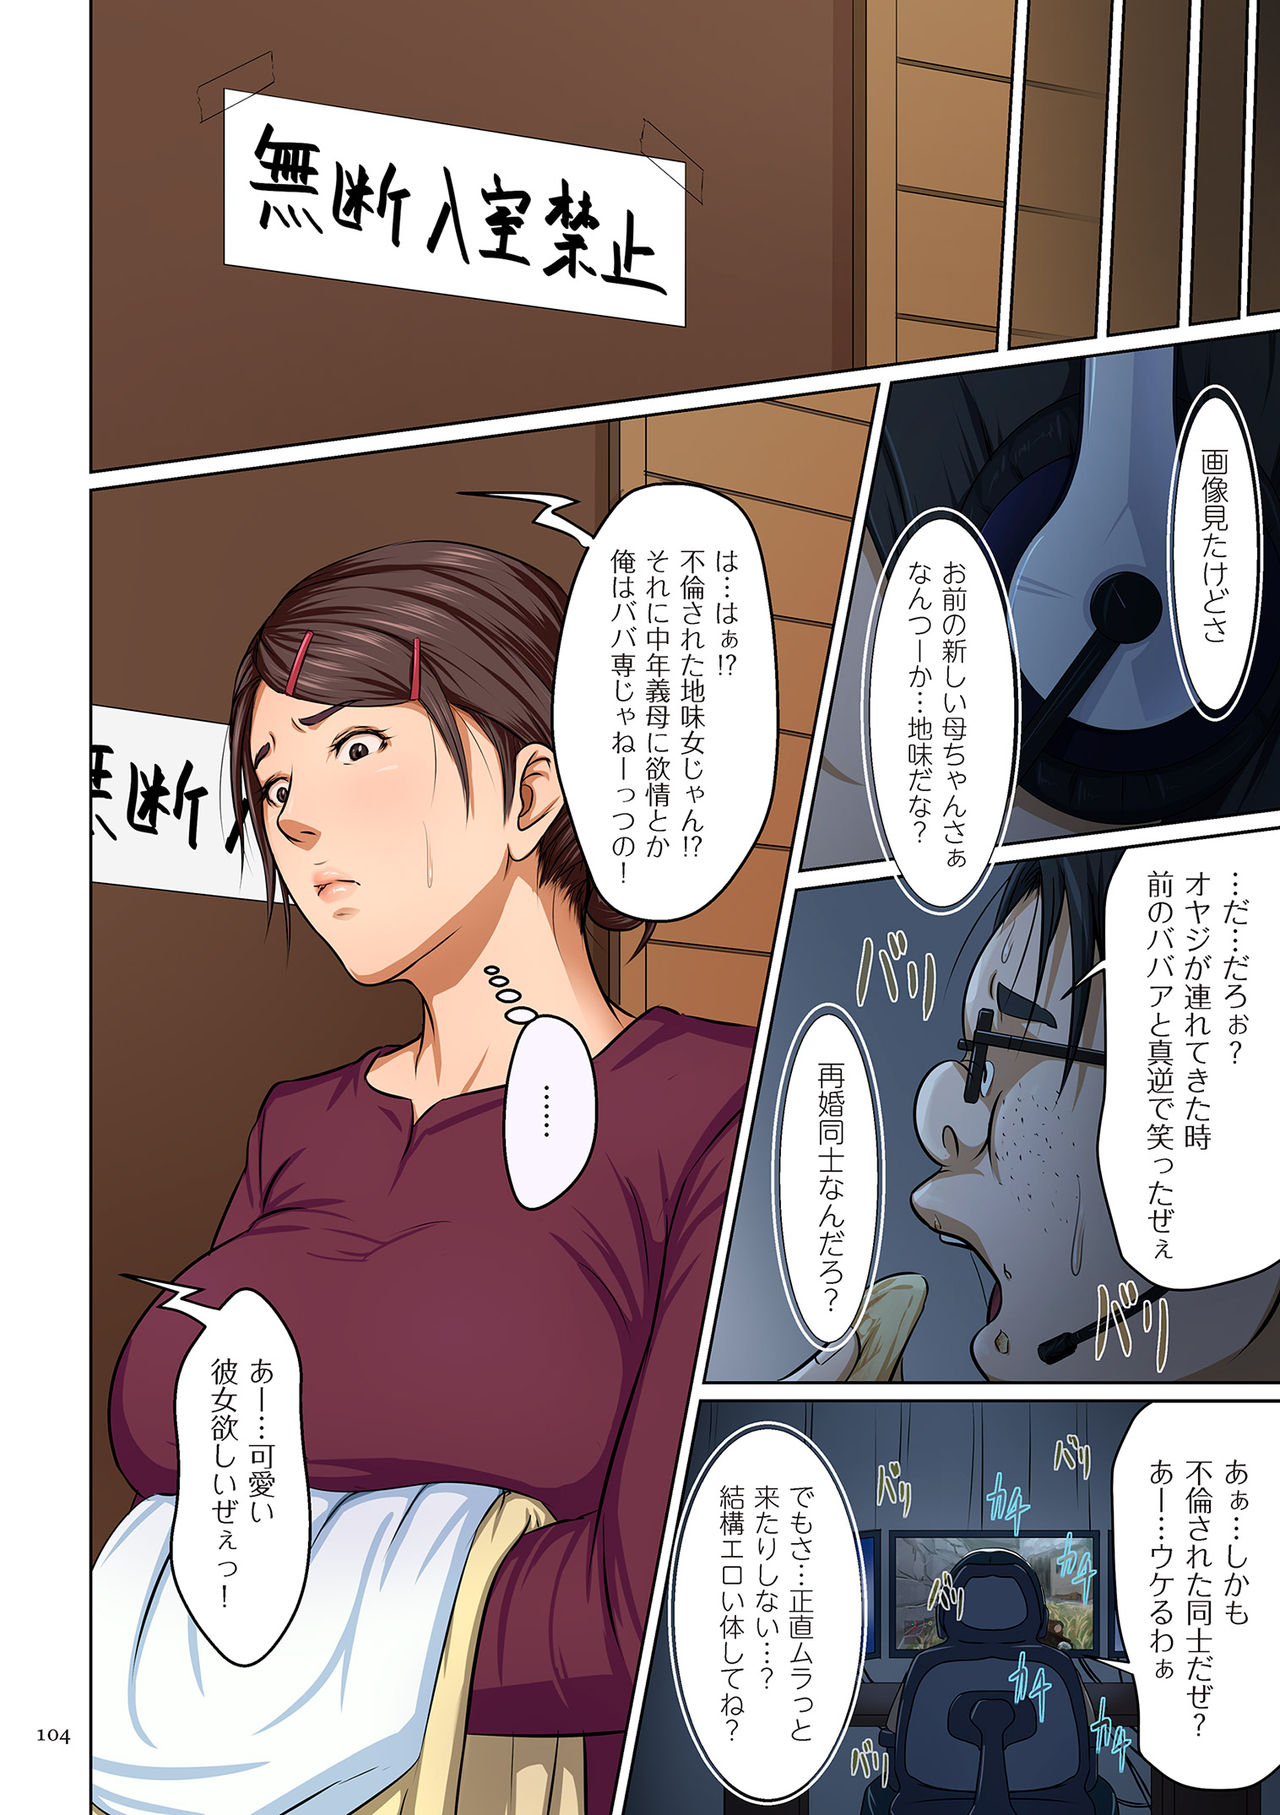 無断入室禁止
画像見たけどさ
お前の新しい母ちゃんさぁ
なんつーか…地味だな?
…だ…だろぉ?
オヤジが連れてきた時
前のババアと真逆で笑ったぜぇ
バリ
再婚同士なんだろ?
バリ
あぁ…しかも
不倫された同士だぜ?
あー…ウケるわぁ
バリ
カチ
カチ
バリ
バリ
カチ
カチ
バリ
でもさ…正直ムラっと
来たりしない…?
結構エロい体してね?
は…はぁ!?
不倫された地味女じゃん!?
それに中年義母に欲情とか
俺はババ専じゃねーっつの!
無断入
……
あー…可愛い
彼女欲しいぜぇっ!
104